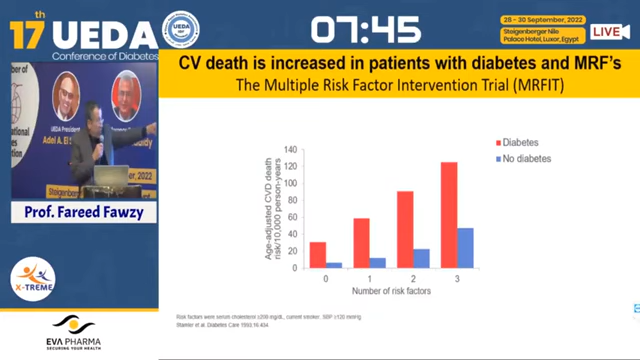 17th UEDA
Conference of Diabetes
07:45
28 - 30 September, 2022
Steigenberger Nile
Palace Hotel, Luxor, Egypt
LIVE
CV death is increased in patients with diabetes and MRF's
The Multiple Risk Factor Intervention Trial (MRFIT)
UEDA President
Adel A. El S
2022
Steigenber
Prof. Fareed Fawzy
X-TREME
EVA PHARMA
SECURING YOUR HEALTH
Diabetes
No diabetes
Age-adjusted CVD death
risk/10,000 person-years
140
120
100
80
60
40
20
0
0 1 2 3
Number of risk factors
Risk factors were serum cholesterol ≥200 mg/dL, current smoker, SBP ≥120 mmHg
Stamler et al. Diabetes Care 1993;16:434